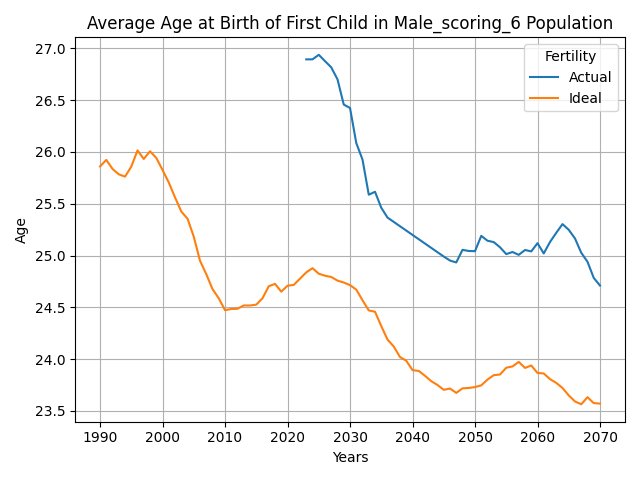 Average Age at Birth of First Child in Male_scoring_6 Population
Fertility
Actual
Ideal
Age
27.0
26.5
26.0
25.5
25.0
24.5
24.0
23.5
1990 2000 2010 2020 2030 2040 2050 2060 2070
Years